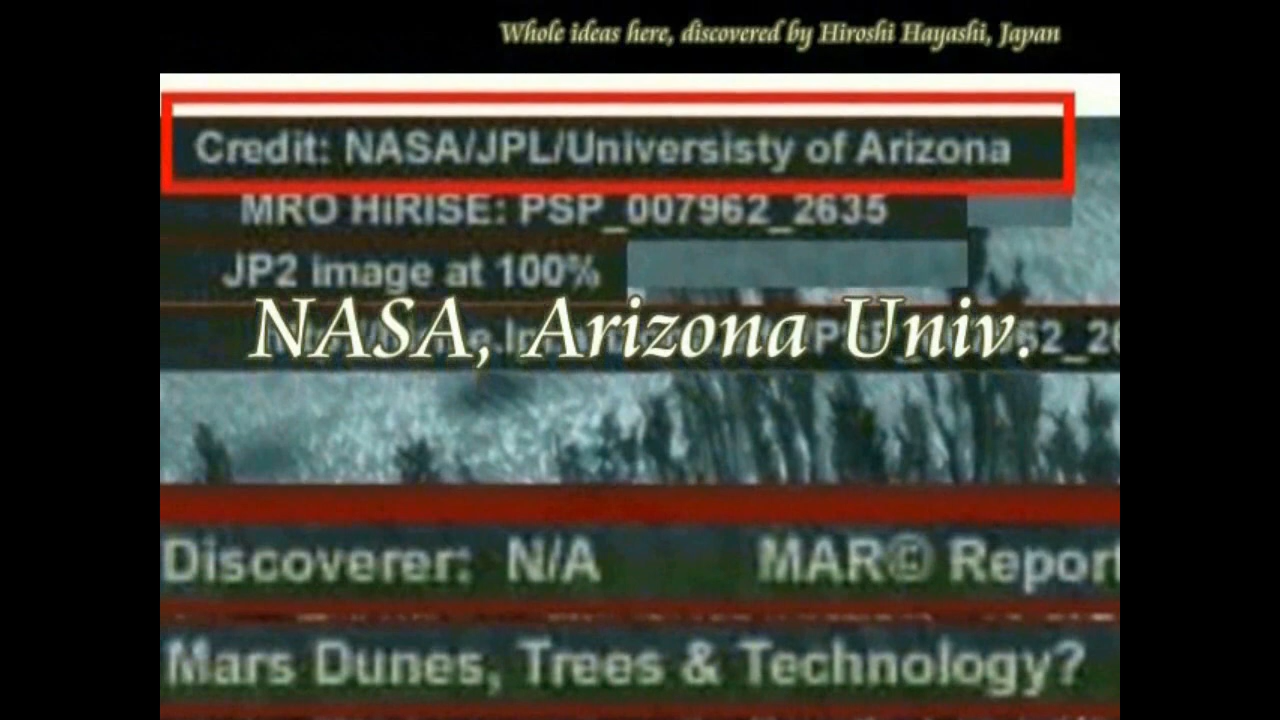 Whole ideas here, discovered by Hiroshi Hayashi, Japan
Credit: NASA/JPL/Universisty of Arizona
MRO HiRISE: PSP_007962_2635
JP2 image at 100%
NASA, Arizona Univ.
Discoverer: N/A MAR© Report
Mars Dunes, Trees & Technology?